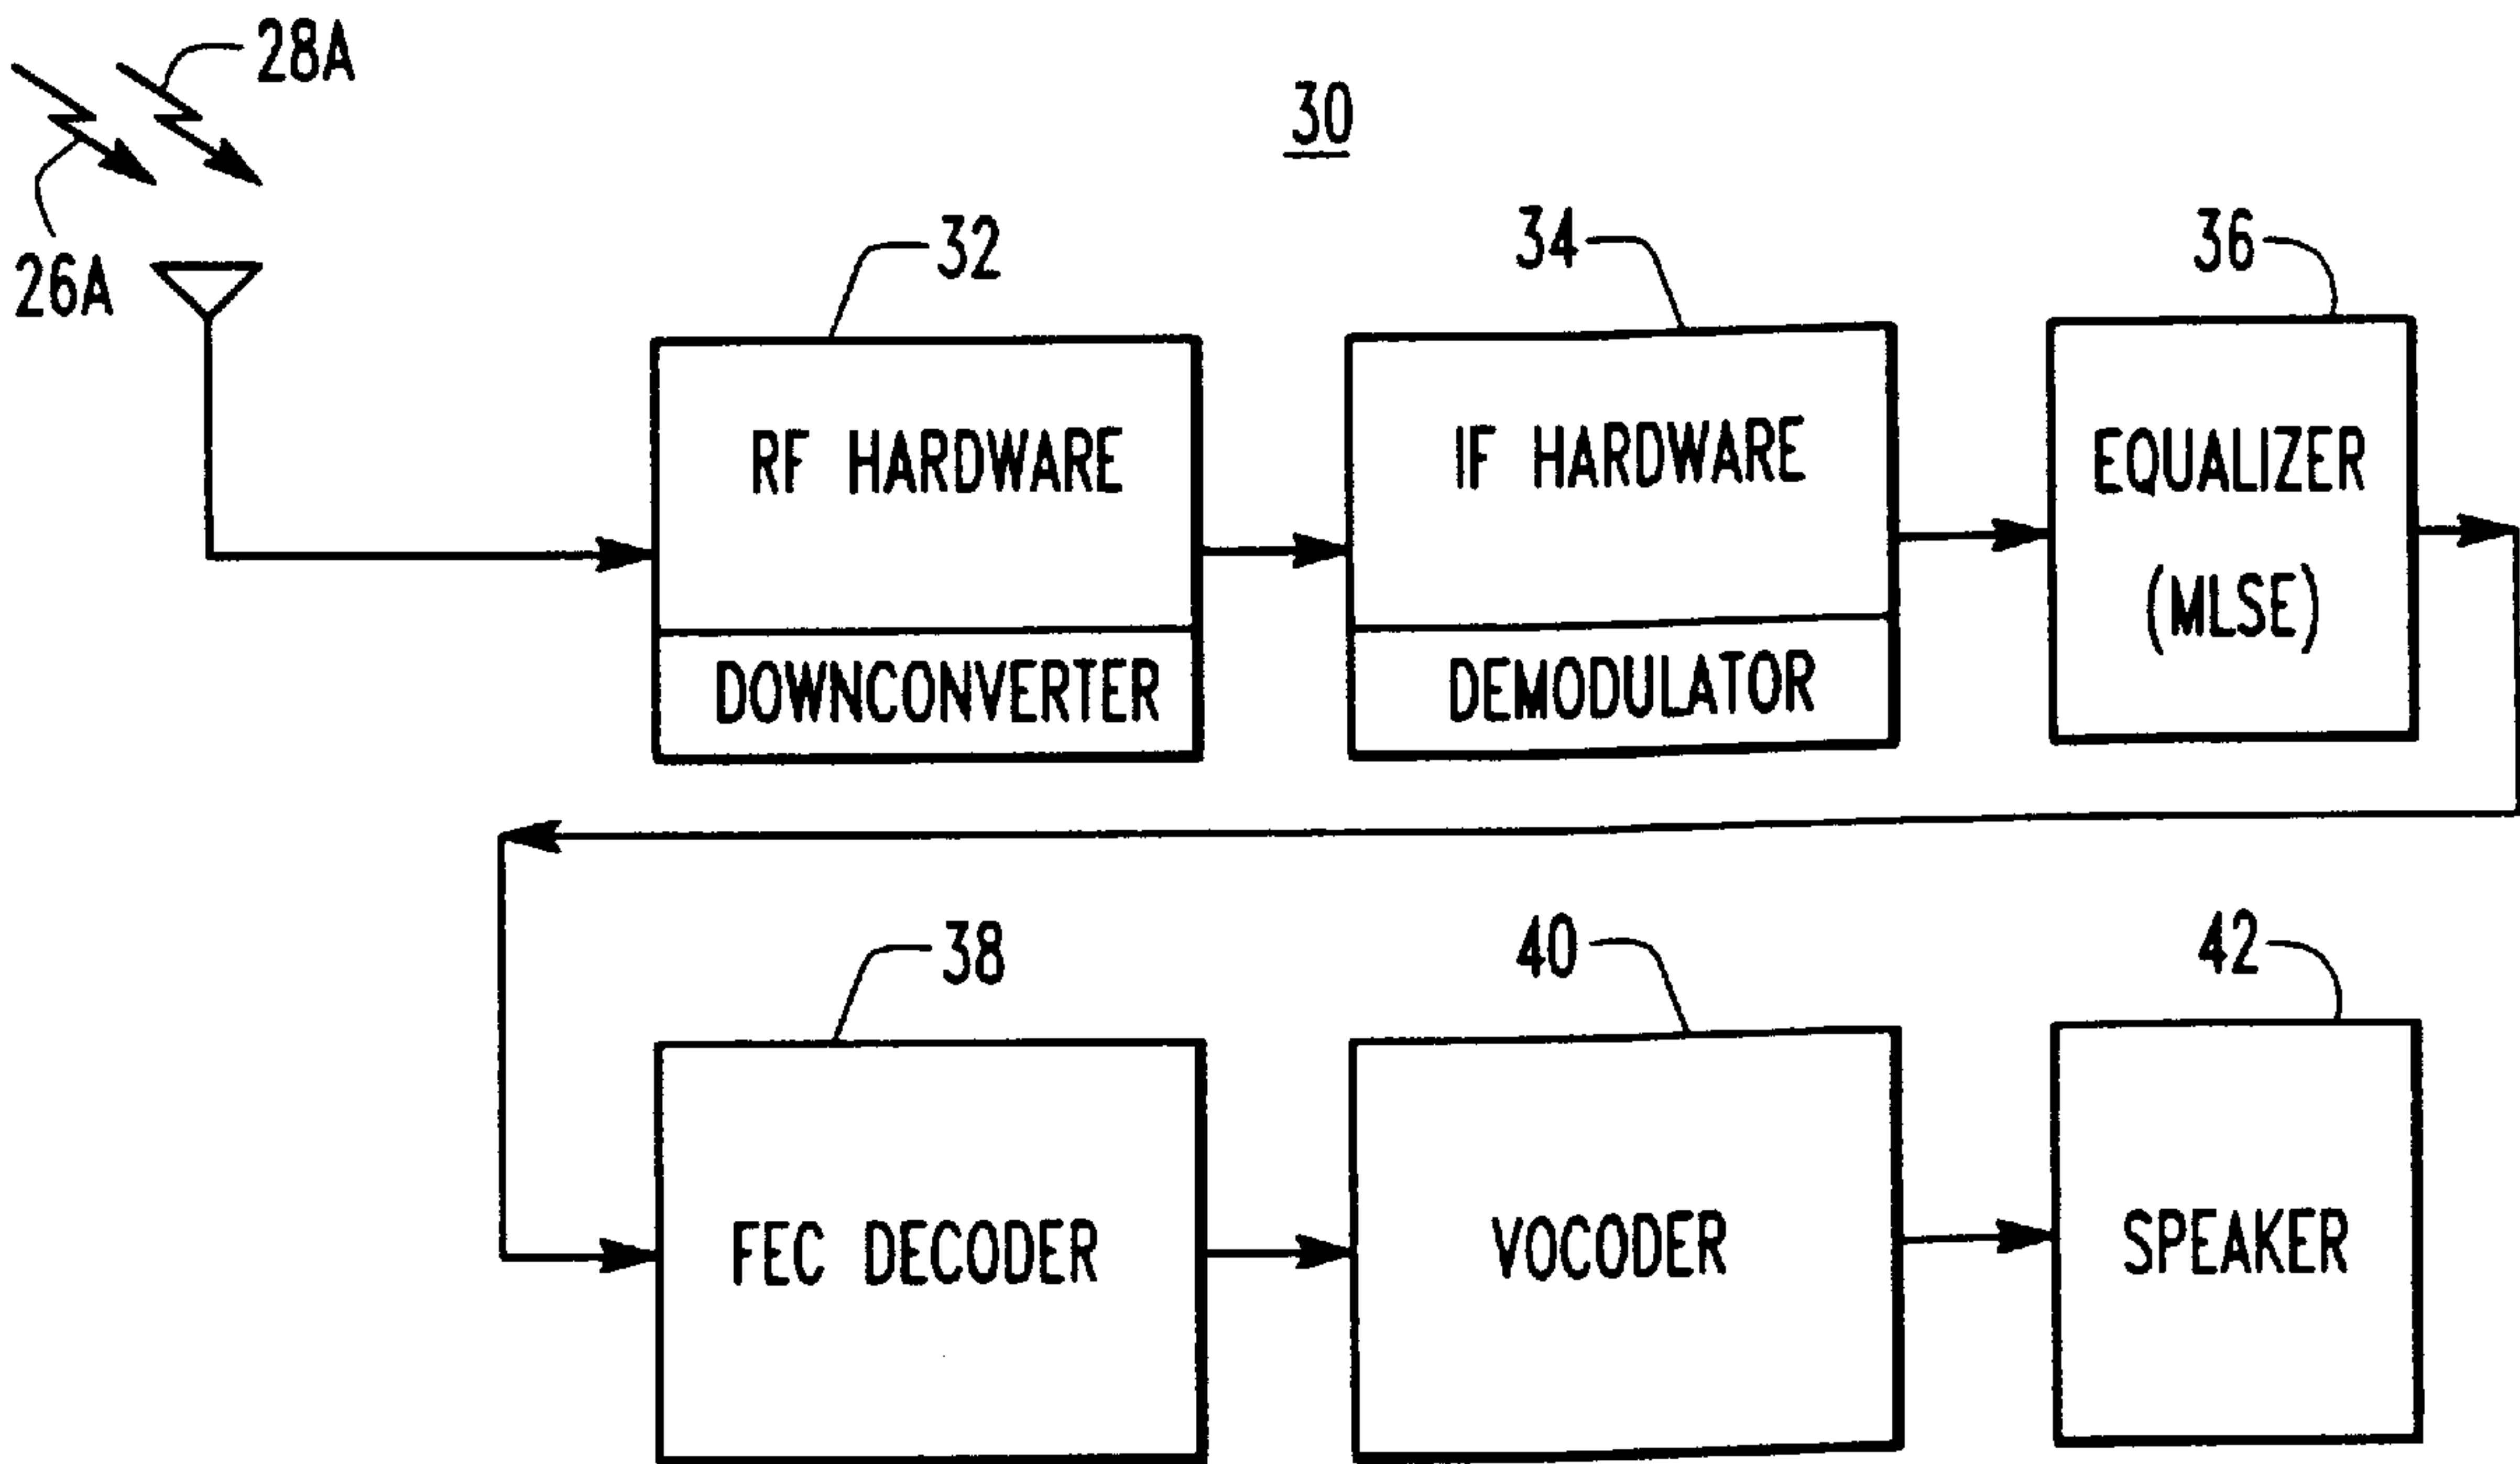 28A
30
26A
32
34
36
RF HARDWARE
DOWNCONVERTER
IF HARDWARE
DEMODULATOR
EQUALIZER
(MLSE)
38
40
42
FEC DECODER
VOCODER
SPEAKER